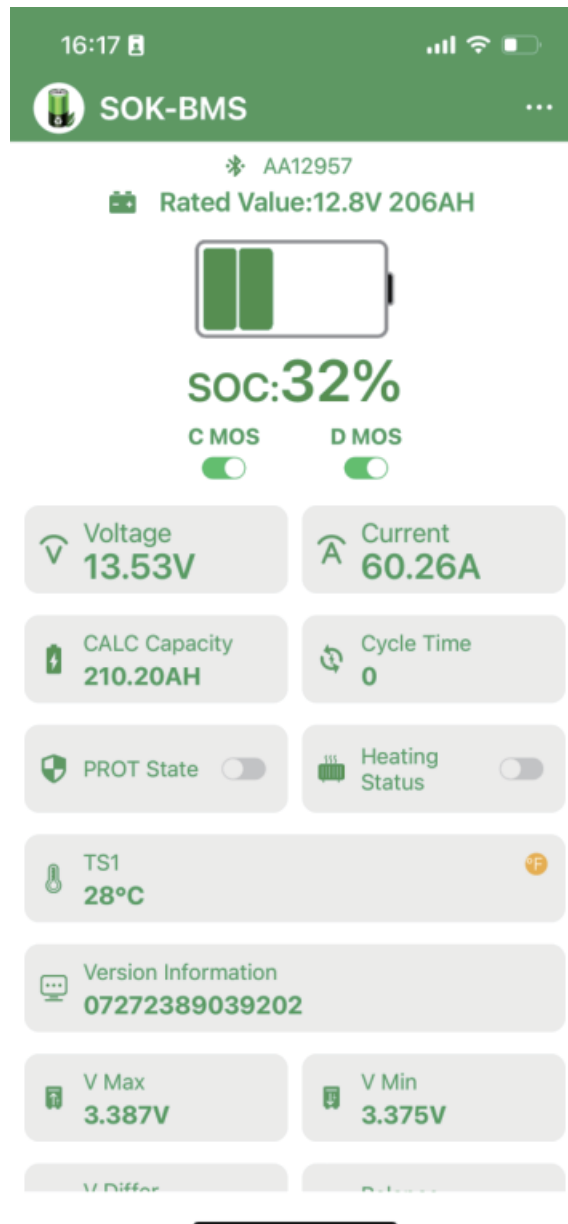 16:17
SOK-BMS
AA12957
Rated Value:12.8V 206AH
SOC:32%
C MOS D MOS
Voltage
13.53V
Current
60.26A
CALC Capacity
210.20AH
Cycle Time
0
PROT State
Heating
Status
TS1
28°C
°F
Version Information
07272389039202
V Max
3.387V
V Min
3.375V
V Differ